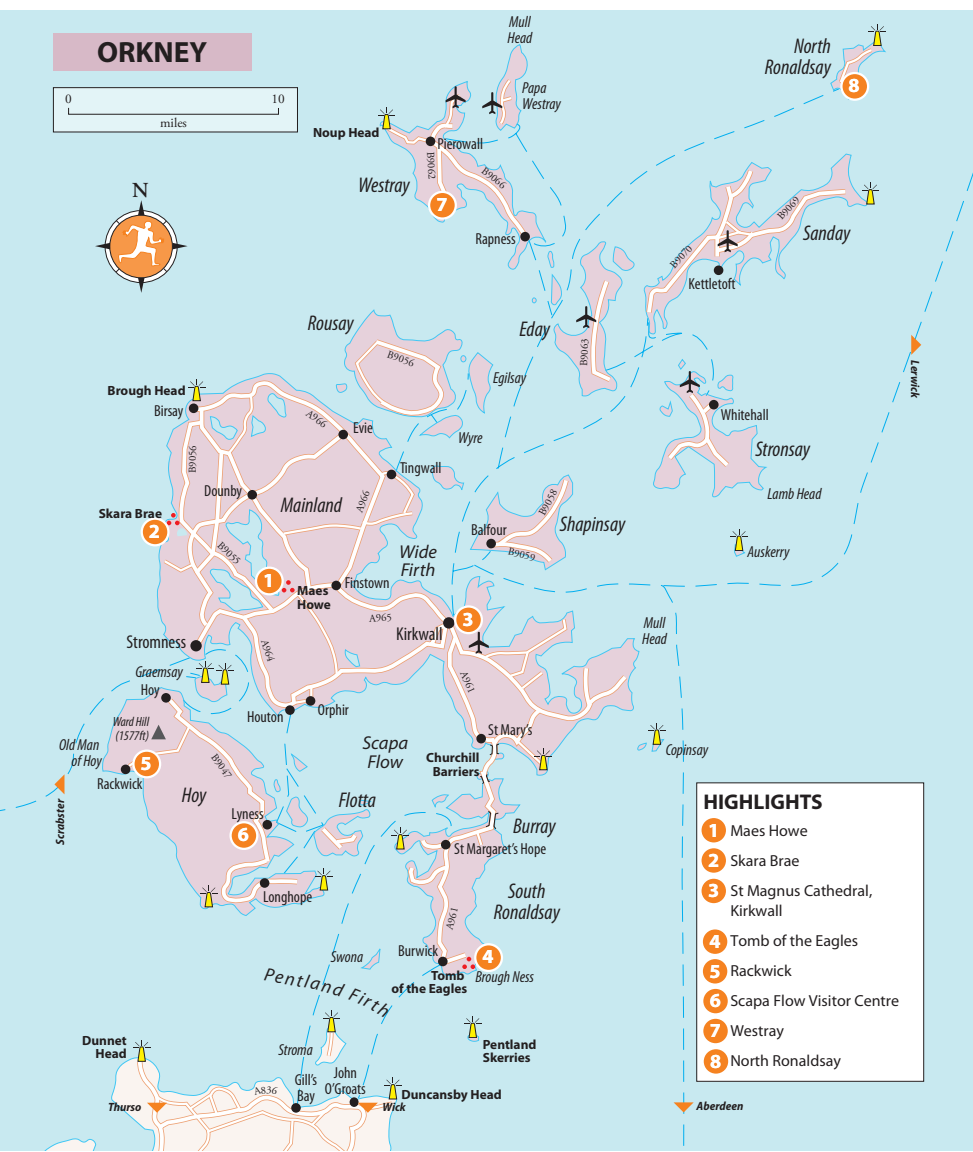 ORKNEY
0 10
miles
N
Mull
Head
Papa
Westray
North
Ronaldsay
8
Noup Head
Pierowall
B9062
B9066
Westray
7
Rapness
B9069
Sanday
B9070
Kettletoft
Rousay
B9056
Eday
B9063
Egilsay
Lerwick
Brough Head
Birsay
A966
Evie
Wyre
Whitehall
Stronsay
B9056
Tingwall
Dounby
Mainland
A966
Lamb Head
Skara Brae
2
B9058
Shapinsay
Balfour
B9059
B9055
Wide
Firth
Auskerry
1
Maes
Howe
Finstown
A965
3
Kirkwall
Mull
Head
Stromness
A964
A961
Graemsay
Hoy
Houton
Orphir
Ward Hill
(1577ft)
St Mary's
Old Man
of Hoy
5
Rackwick
B9047
Scapa
Flow
Churchill
Barriers
Copinsay
Hoy
Scrabster
Flotta
Lyness
6
Burray
St Margaret's Hope
Longhope
South
Ronaldsay
A961
Swona
Burwick
4
Tomb
of the Eagles
Brough Ness
Pentland Firth
Dunnet
Head
Stroma
Pentland
Skerries
Gill's
Bay
John
O'Groats
A836
Duncansby Head
Thurso
Wick
Aberdeen
HIGHLIGHTS
1 Maes Howe
2 Skara Brae
3 St Magnus Cathedral,
Kirkwall
4 Tomb of the Eagles
5 Rackwick
6 Scapa Flow Visitor Centre
7 Westray
8 North Ronaldsay